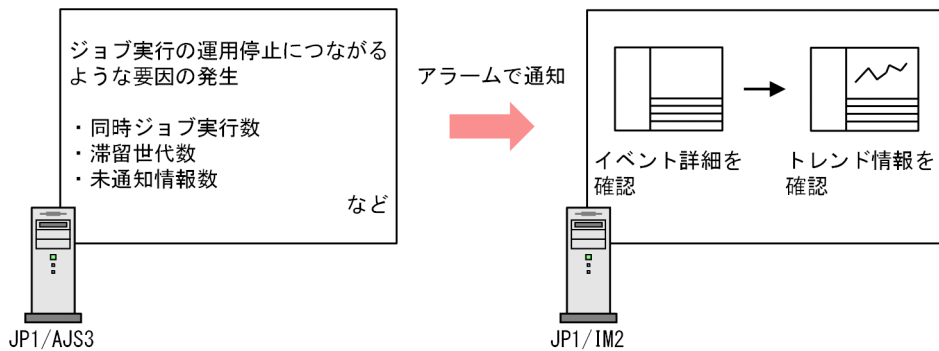 ジョブ実行の運用停止につながる
ような要因の発生
・同時ジョブ実行数
・滞留世代数
・未通知情報数
など
JP1/AJS3
アラームで通知
イベント詳細を
確認
トレンド情報を
確認
JP1/IM2